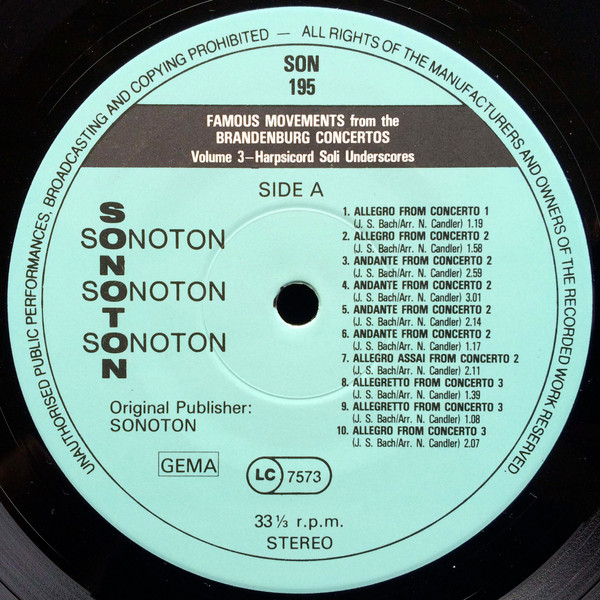 UNAUTHORISED PUBLIC PERFORMANCES, BROADCASTING AND COPYING PROHIBITED — ALL RIGHTS OF THE MANUFACTURERS AND OWNERS OF THE RECORDED WORK RESERVED.
SON
195
FAMOUS MOVEMENTS from the
BRANDENBURG CONCERTOS
Volume 3–Harpsicord Soli Underscores
SIDE A
SONOTON
SONOTON
SONOTON
SONOTON
Original Publisher:
SONOTON
1. ALLEGRO FROM CONCERTO 1
(J. S. Bach/Arr. N. Candler) 1.19
2. ALLEGRO FROM CONCERTO 2
(J. S. Bach/Arr. N. Candler) 1.58
3. ANDANTE FROM CONCERTO 2
(J. S. Bach/Arr. N. Candler) 2.59
4. ANDANTE FROM CONCERTO 2
(J. S. Bach/Arr. N. Candler) 3.01
5. ANDANTE FROM CONCERTO 2
(J. S. Bach/Arr. N. Candler) 2.14
6. ANDANTE FROM CONCERTO 2
(J. S. Bach/Arr. N. Candler) 1.17
7. ALLEGRO ASSAI FROM CONCERTO 2
(J. S. Bach/Arr. N. Candler) 2.11
8. ALLEGRETTO FROM CONCERTO 3
(J. S. Bach/Arr. N. Candler) 1.39
9. ALLEGRETTO FROM CONCERTO 3
(J. S. Bach/Arr. N. Candler) 1.08
10. ALLEGRO FROM CONCERTO 3
(J. S. Bach/Arr. N. Candler) 2.07
GEMA
LC 7573
33⅓ r.p.m.
STEREO